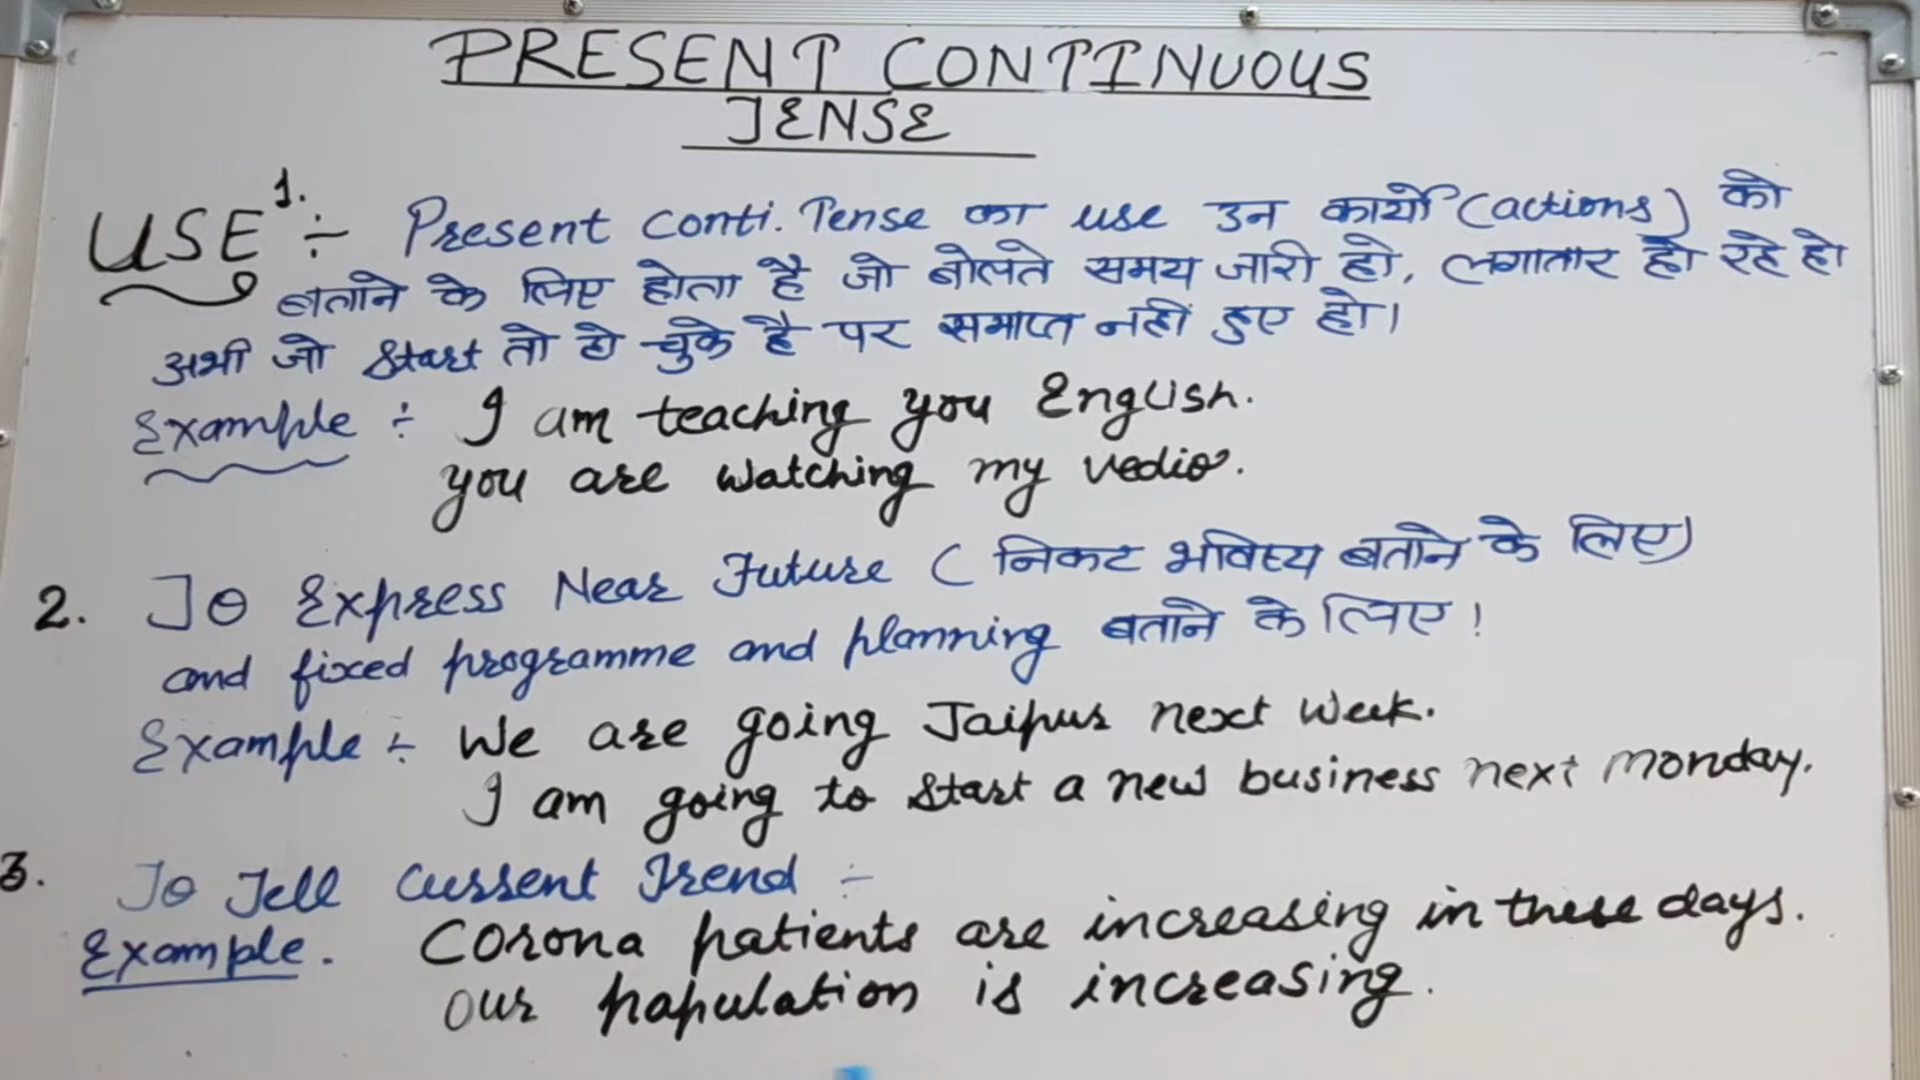 PRESENT CONTINUOUS
TENSE
USE 1. ÷ Present conti. Tense का use उन कार्यो (actions) को
बताने के लिए होता है जो बोलते समय जारी हो, लगातार हो रहे हो
अभी जो start तो हो चुके है पर समाप्त नहीं हुए हो।
Example ÷ I am teaching you English.
you are watching my vedio.
2. To Express Near Future ( निकट भविष्य बताने के लिए)
and fixed programme and planning बताने के लिए!
Example ÷ We are going Jaipur next week.
I am going to start a new business next monday.
3. To Tell Current Trend ÷
Example. Corona patients are increasing in these days.
our papulation is increasing.